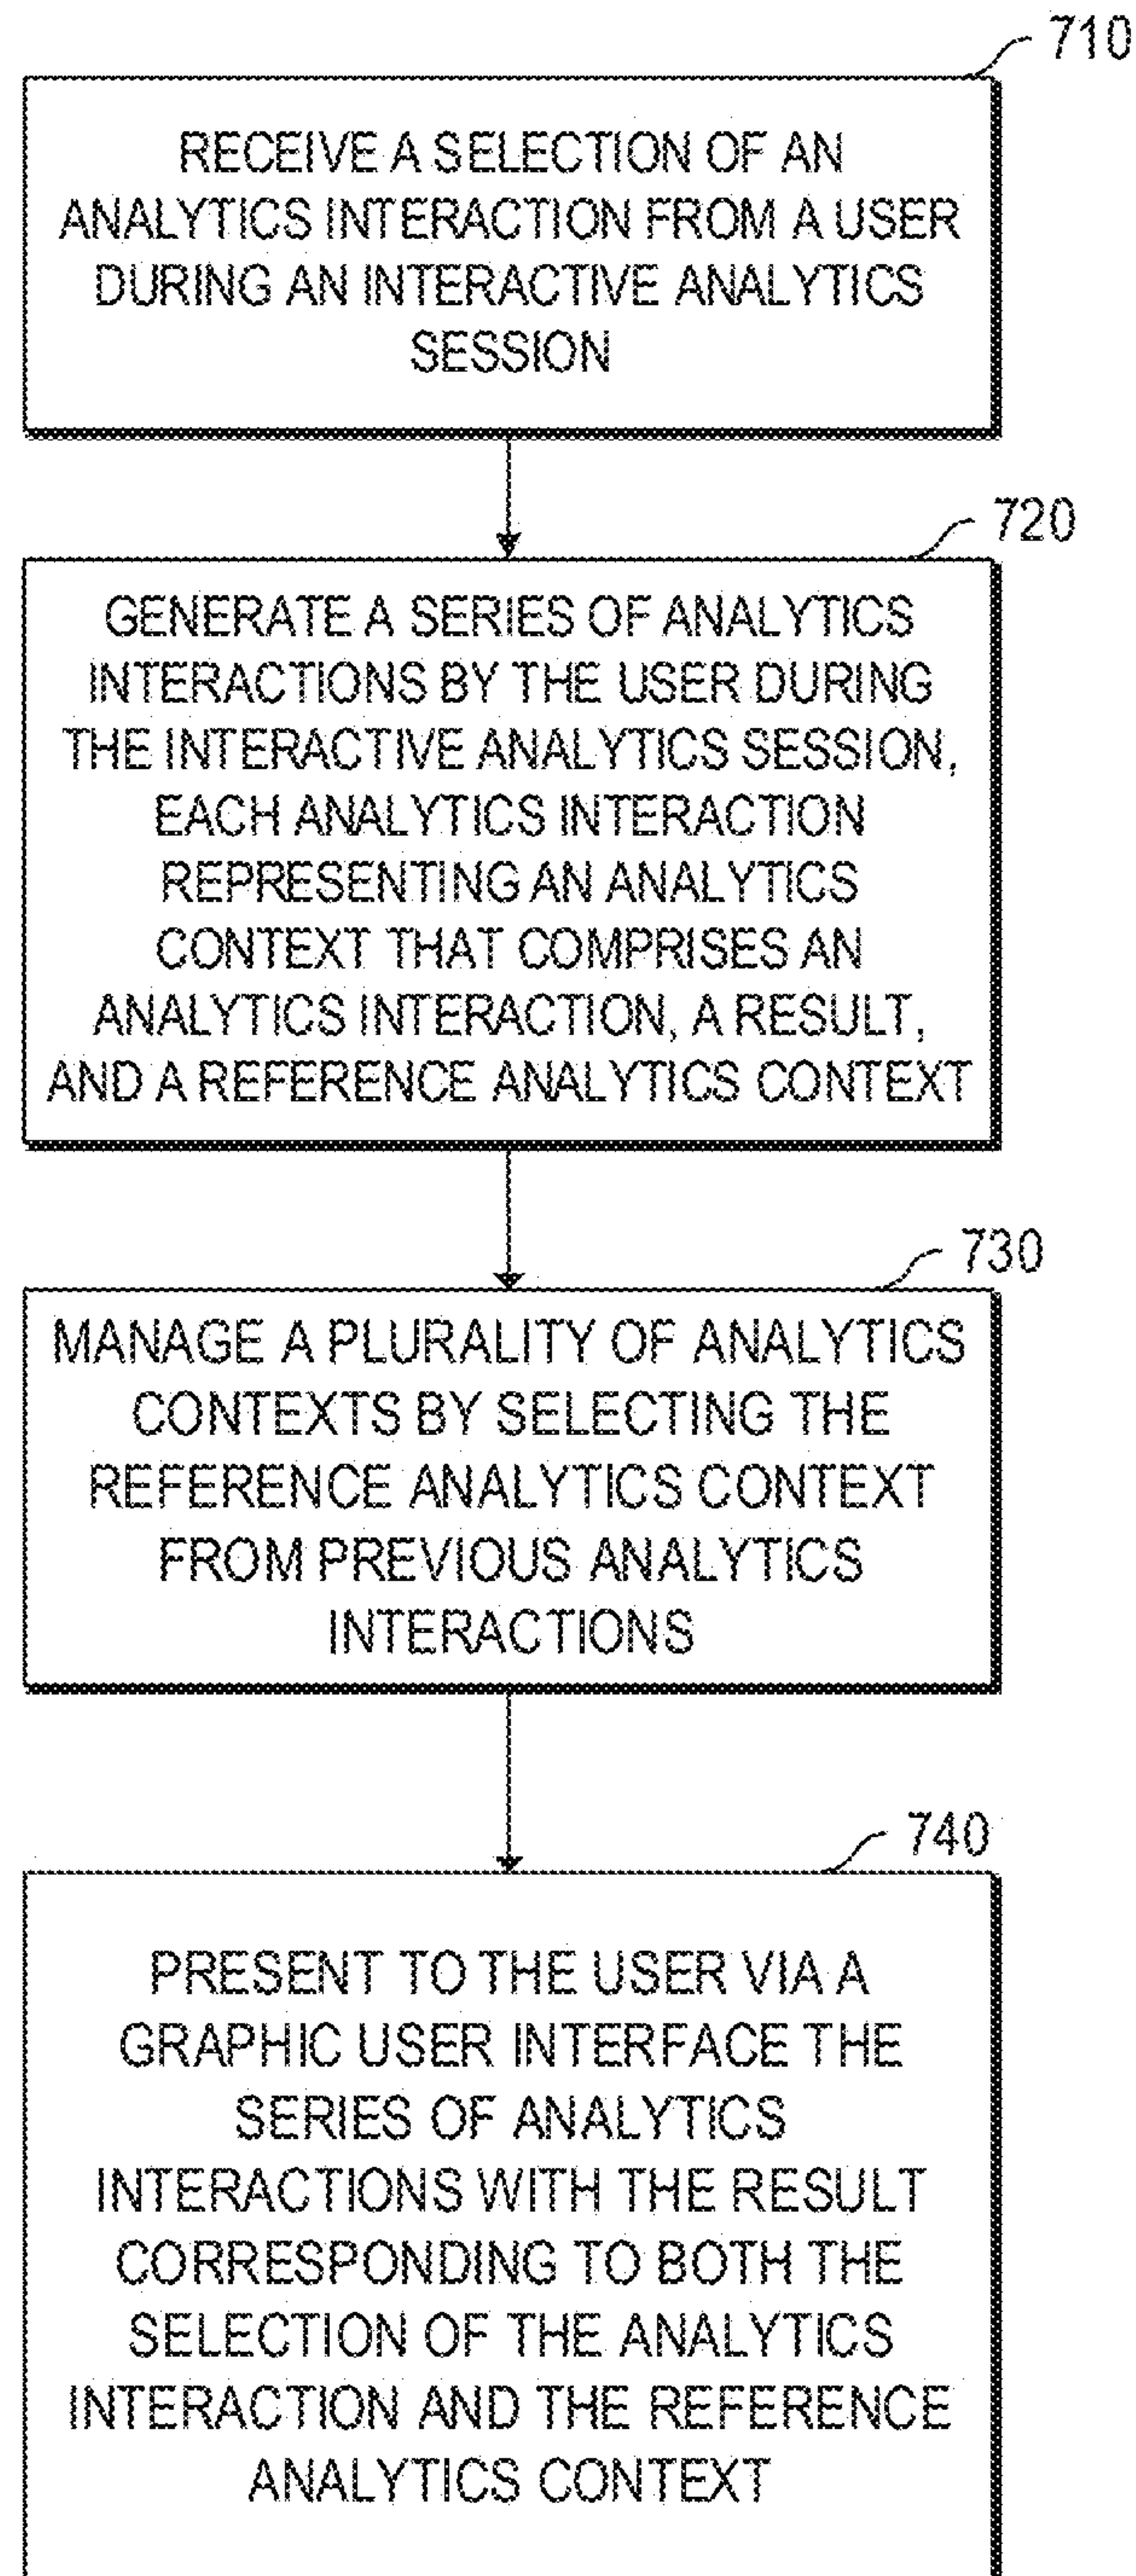 710
RECEIVE A SELECTION OF AN
ANALYTICS INTERACTION FROM A USER
DURING AN INTERACTIVE ANALYTICS
SESSION
720
GENERATE A SERIES OF ANALYTICS
INTERACTIONS BY THE USER DURING
THE INTERACTIVE ANALYTICS SESSION,
EACH ANALYTICS INTERACTION
REPRESENTING AN ANALYTICS
CONTEXT THAT COMPRISES AN
ANALYTICS INTERACTION, A RESULT,
AND A REFERENCE ANALYTICS CONTEXT
730
MANAGE A PLURALITY OF ANALYTICS
CONTEXTS BY SELECTING THE
REFERENCE ANALYTICS CONTEXT
FROM PREVIOUS ANALYTICS
INTERACTIONS
740
PRESENT TO THE USER VIA A
GRAPHIC USER INTERFACE THE
SERIES OF ANALYTICS
INTERACTIONS WITH THE RESULT
CORRESPONDING TO BOTH THE
SELECTION OF THE ANALYTICS
INTERACTION AND THE REFERENCE
ANALYTICS CONTEXT